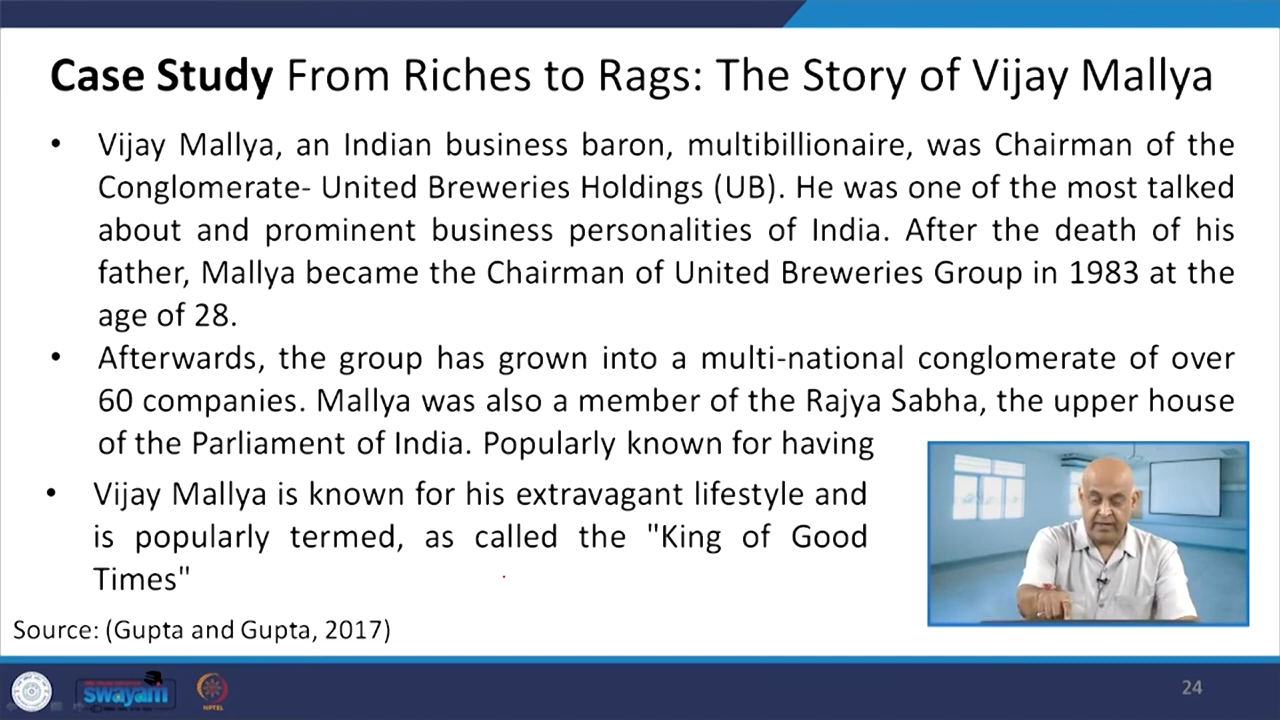 Case Study From Riches to Rags: The Story of Vijay Mallya
• Vijay Mallya, an Indian business baron, multibillionaire, was Chairman of the
Conglomerate- United Breweries Holdings (UB). He was one of the most talked
about and prominent business personalities of India. After the death of his
father, Mallya became the Chairman of United Breweries Group in 1983 at the
age of 28.
• Afterwards, the group has grown into a multi-national conglomerate of over
60 companies. Mallya was also a member of the Rajya Sabha, the upper house
of the Parliament of India. Popularly known for having
• Vijay Mallya is known for his extravagant lifestyle and
is popularly termed, as called the "King of Good
Times"
Source: (Gupta and Gupta, 2017)
swayam
NPTEL
24